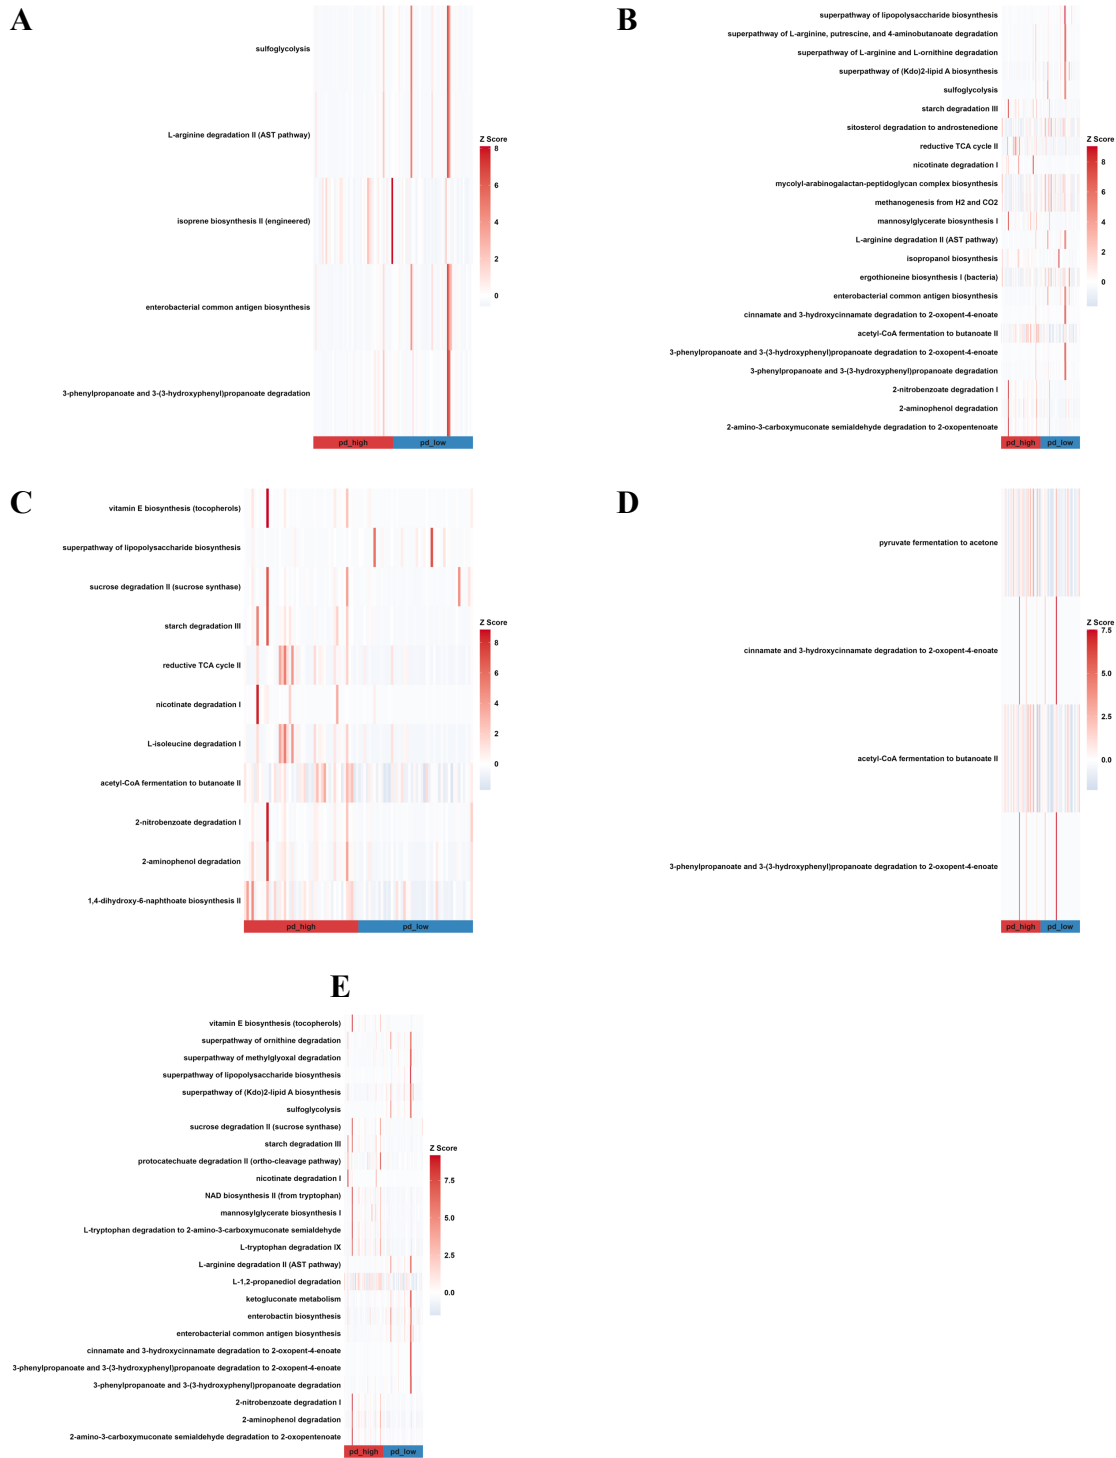 A
sulfoglycolysis
L-arginine degradation II (AST pathway)
isoprene biosynthesis II (engineered)
enterobacterial common antigen biosynthesis
3-phenylpropanoate and 3-(3-hydroxyphenyl)propanoate degradation
pd_high
pd_low
Z Score
8
6
4
2
0
B
superpathway of lipopolysaccharide biosynthesis
superpathway of L-arginine, putrescine, and 4-aminobutanoate degradation
superpathway of L-arginine and L-ornithine degradation
superpathway of (Kdo)2-lipid A biosynthesis
sulfoglycolysis
starch degradation III
sitosterol degradation to androstenedione
reductive TCA cycle II
nicotinate degradation I
mycolyl-arabinogalactan-peptidoglycan complex biosynthesis
methanogenesis from H2 and CO2
mannosylglycerate biosynthesis I
L-arginine degradation II (AST pathway)
isopropanol biosynthesis
ergothioneine biosynthesis I (bacteria)
enterobacterial common antigen biosynthesis
cinnamate and 3-hydroxycinnamate degradation to 2-oxopent-4-enoate
acetyl-CoA fermentation to butanoate II
3-phenylpropanoate and 3-(3-hydroxyphenyl)propanoate degradation to 2-oxopent-4-enoate
3-phenylpropanoate and 3-(3-hydroxyphenyl)propanoate degradation
2-nitrobenzoate degradation I
2-aminophenol degradation
2-amino-3-carboxymuconate semialdehyde degradation to 2-oxopentenoate
pd_high
pd_low
Z Score
8
6
4
2
0
C
vitamin E biosynthesis (tocopherols)
superpathway of lipopolysaccharide biosynthesis
sucrose degradation II (sucrose synthase)
starch degradation III
reductive TCA cycle II
nicotinate degradation I
L-isoleucine degradation I
acetyl-CoA fermentation to butanoate II
2-nitrobenzoate degradation I
2-aminophenol degradation
1,4-dihydroxy-6-naphthoate biosynthesis II
pd_high
pd_low
Z Score
8
6
4
2
0
D
pyruvate fermentation to acetone
cinnamate and 3-hydroxycinnamate degradation to 2-oxopent-4-enoate
acetyl-CoA fermentation to butanoate II
3-phenylpropanoate and 3-(3-hydroxyphenyl)propanoate degradation to 2-oxopent-4-enoate
pd_high
pd_low
Z Score
7.5
5.0
2.5
0.0
E
vitamin E biosynthesis (tocopherols)
superpathway of ornithine degradation
superpathway of methylglyoxal degradation
superpathway of lipopolysaccharide biosynthesis
superpathway of (Kdo)2-lipid A biosynthesis
sulfoglycolysis
sucrose degradation II (sucrose synthase)
starch degradation III
protocatechuate degradation II (ortho-cleavage pathway)
nicotinate degradation I
NAD biosynthesis II (from tryptophan)
mannosylglycerate biosynthesis I
L-tryptophan degradation to 2-amino-3-carboxymuconate semialdehyde
L-tryptophan degradation IX
L-arginine degradation II (AST pathway)
L-1,2-propanediol degradation
ketogluconate metabolism
enterobactin biosynthesis
enterobacterial common antigen biosynthesis
cinnamate and 3-hydroxycinnamate degradation to 2-oxopent-4-enoate
3-phenylpropanoate and 3-(3-hydroxyphenyl)propanoate degradation to 2-oxopent-4-enoate
3-phenylpropanoate and 3-(3-hydroxyphenyl)propanoate degradation
2-nitrobenzoate degradation I
2-aminophenol degradation
2-amino-3-carboxymuconate semialdehyde degradation to 2-oxopentenoate
pd_high
pd_low
Z Score
7.5
5.0
2.5
0.0